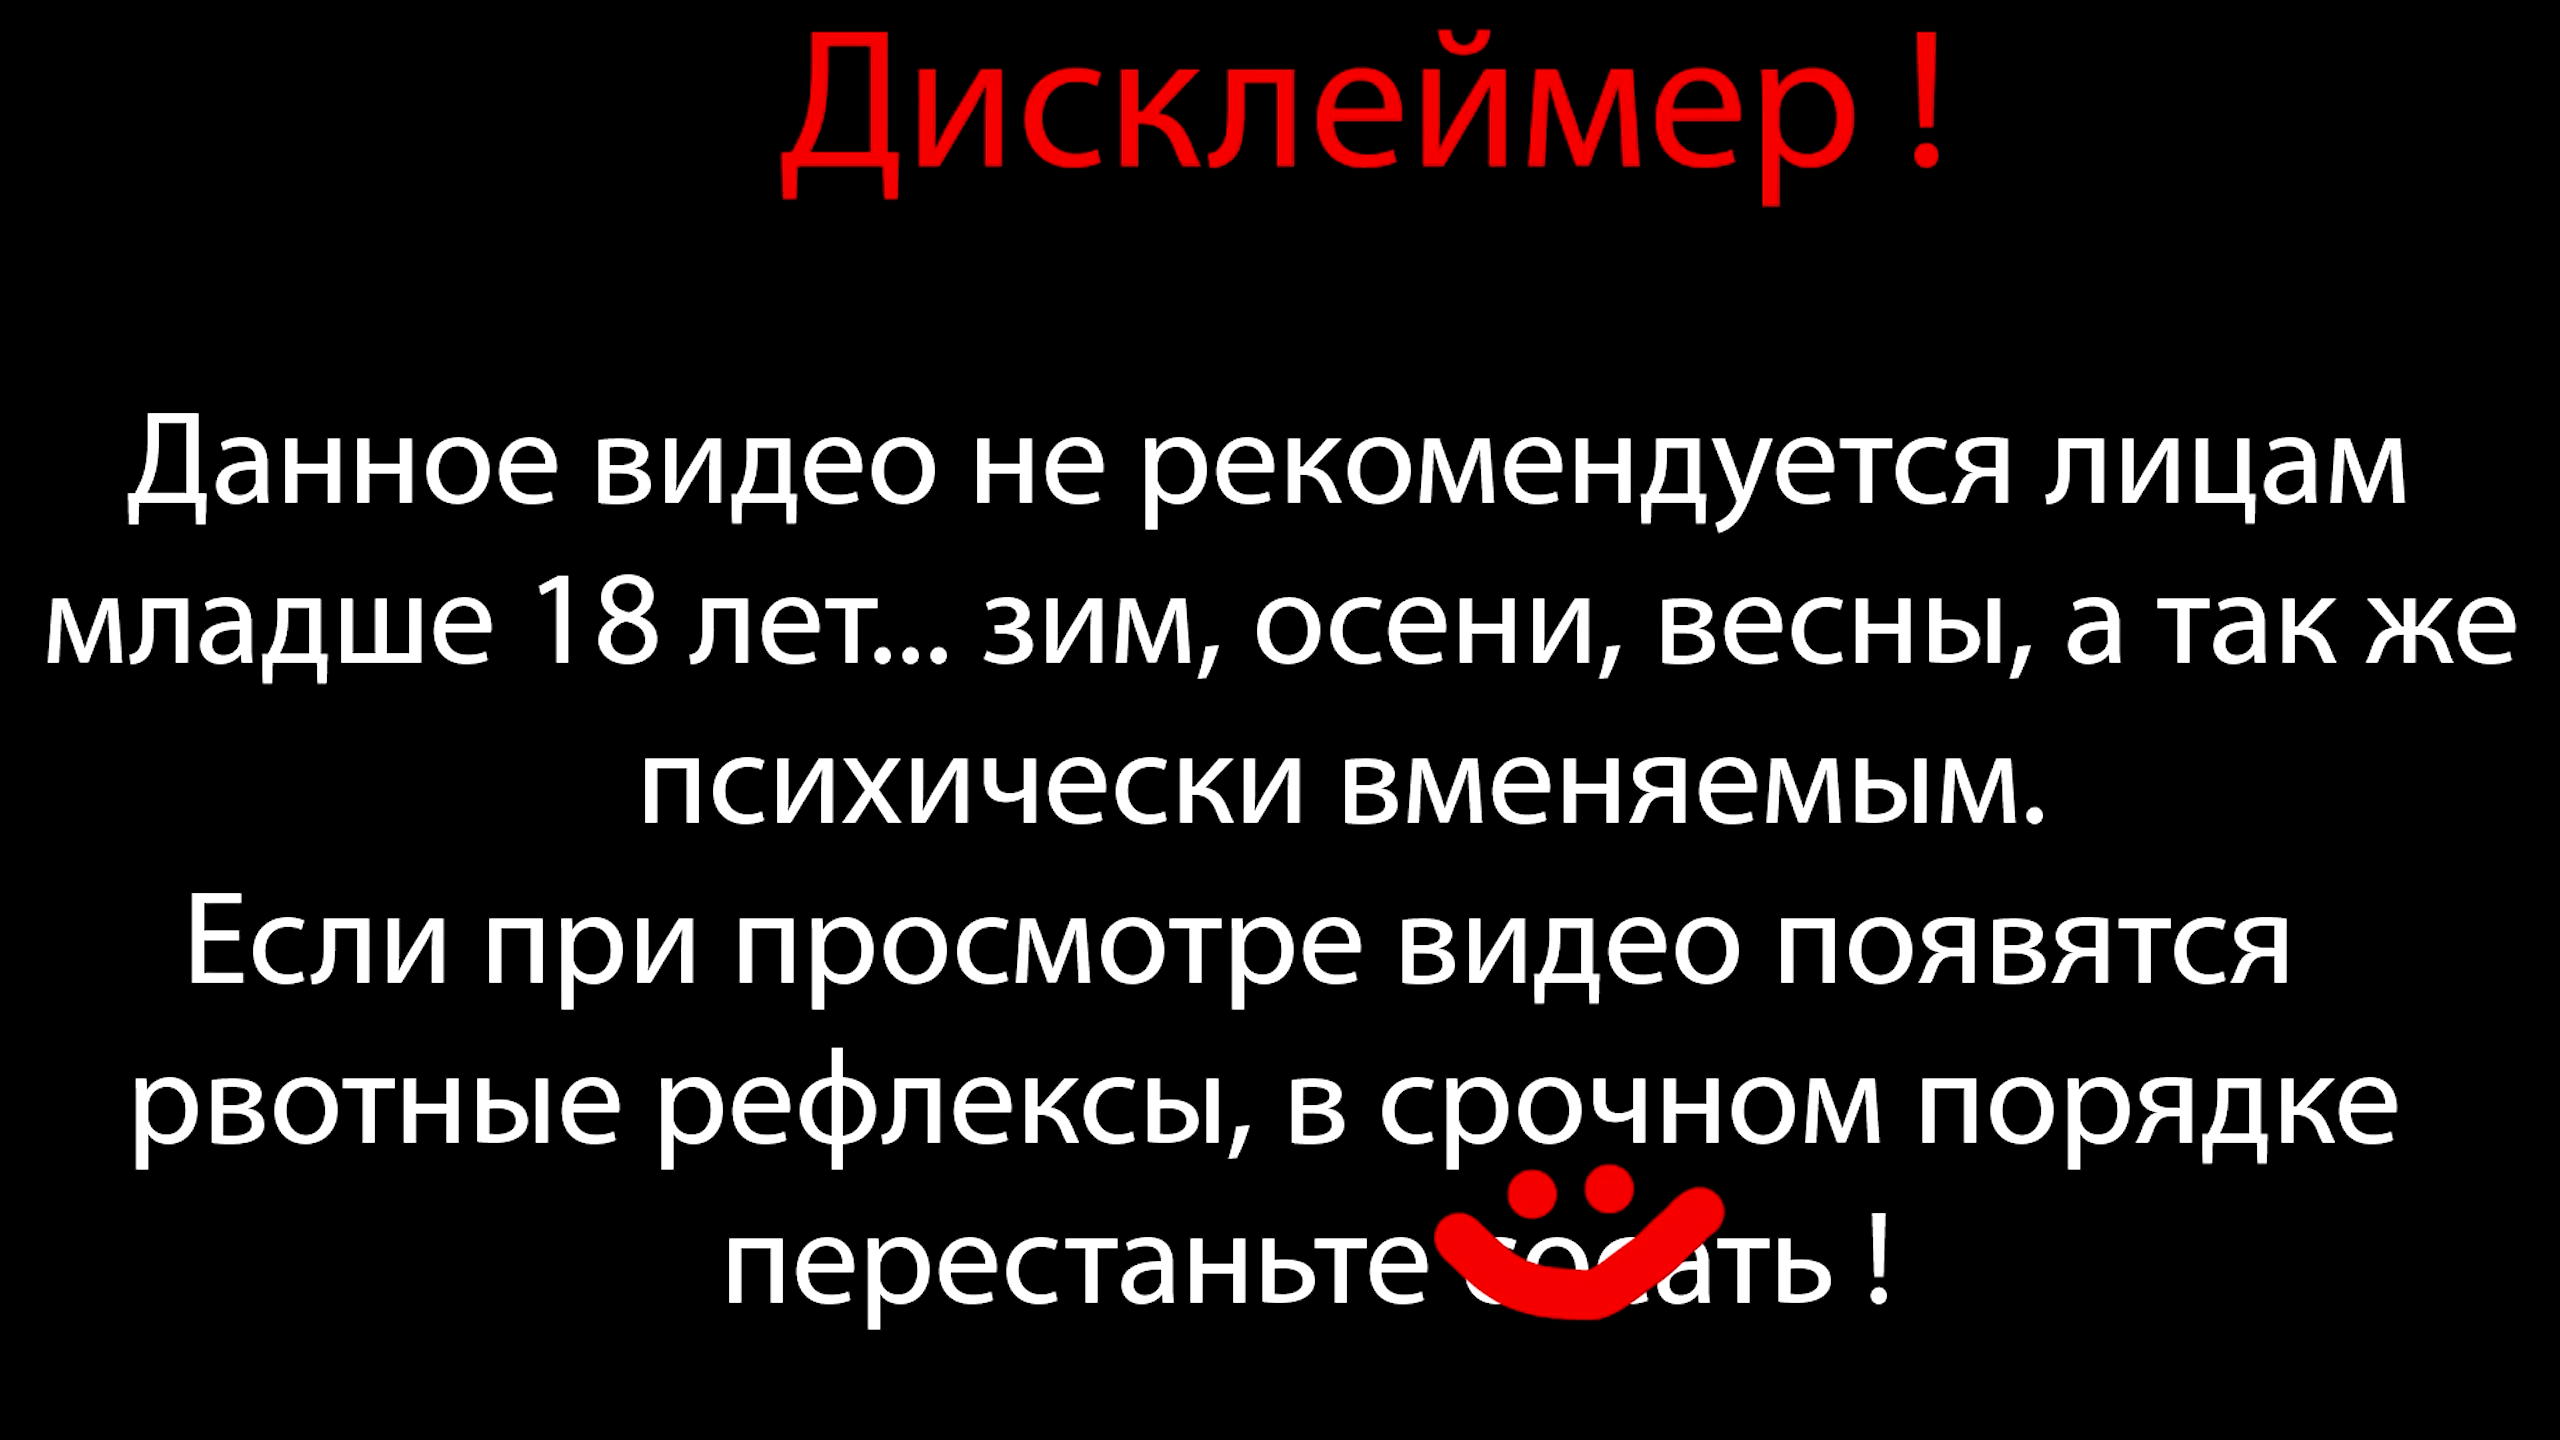 Дисклеймер !
Данное видео не рекомендуется лицам
младше 18 лет... зим, осени, весны, а так же
психически вменяемым.
Если при просмотре видео появятся
рвотные рефлексы, в срочном порядке
перестаньте сосать !